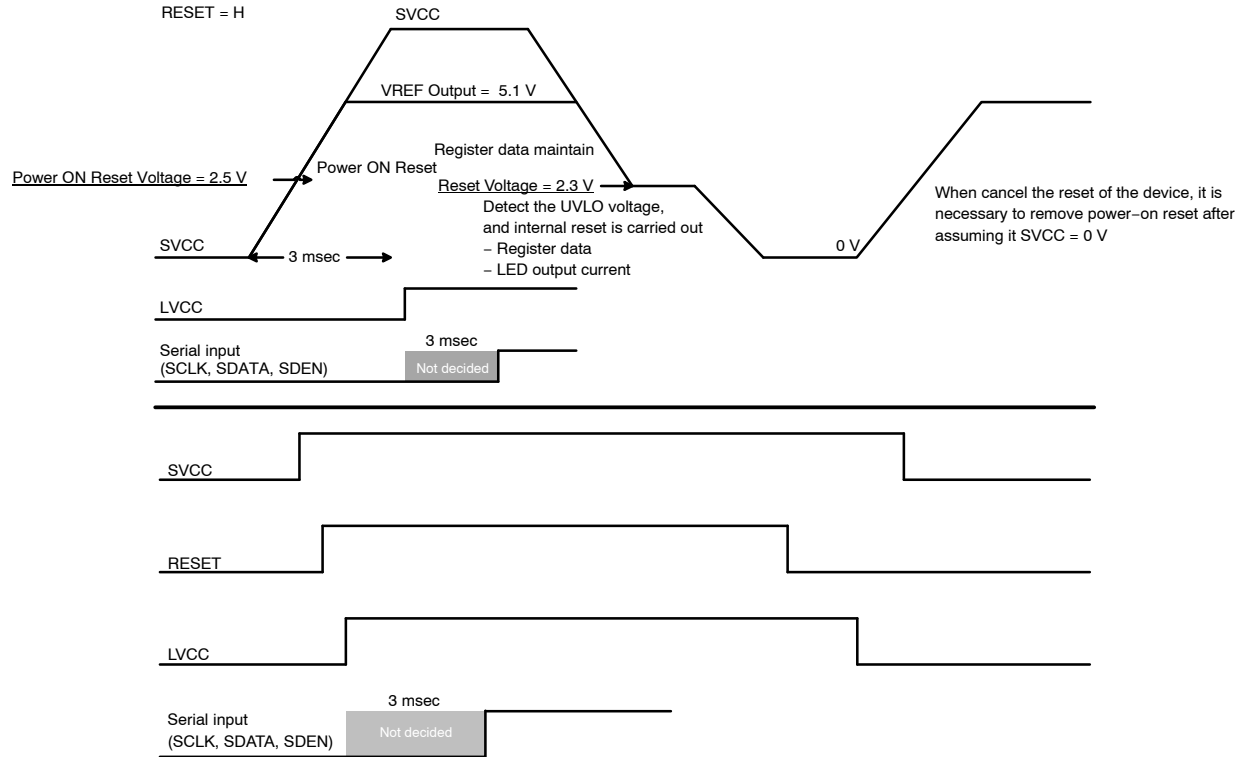 RESET = H
SVCC
VREF Output = 5.1 V
Register data maintain
Power ON Reset
Power ON Reset Voltage = 2.5 V
Reset Voltage = 2.3 V
Detect the UVLO voltage,
and internal reset is carried out
– Register data
– LED output current
When cancel the reset of the device, it is
necessary to remove power–on reset after
assuming it SVCC = 0 V
SVCC
3 msec
0 V
LVCC
3 msec
Serial input
(SCLK, SDATA, SDEN)
Not decided
SVCC
RESET
LVCC
3 msec
Serial input
(SCLK, SDATA, SDEN)
Not decided